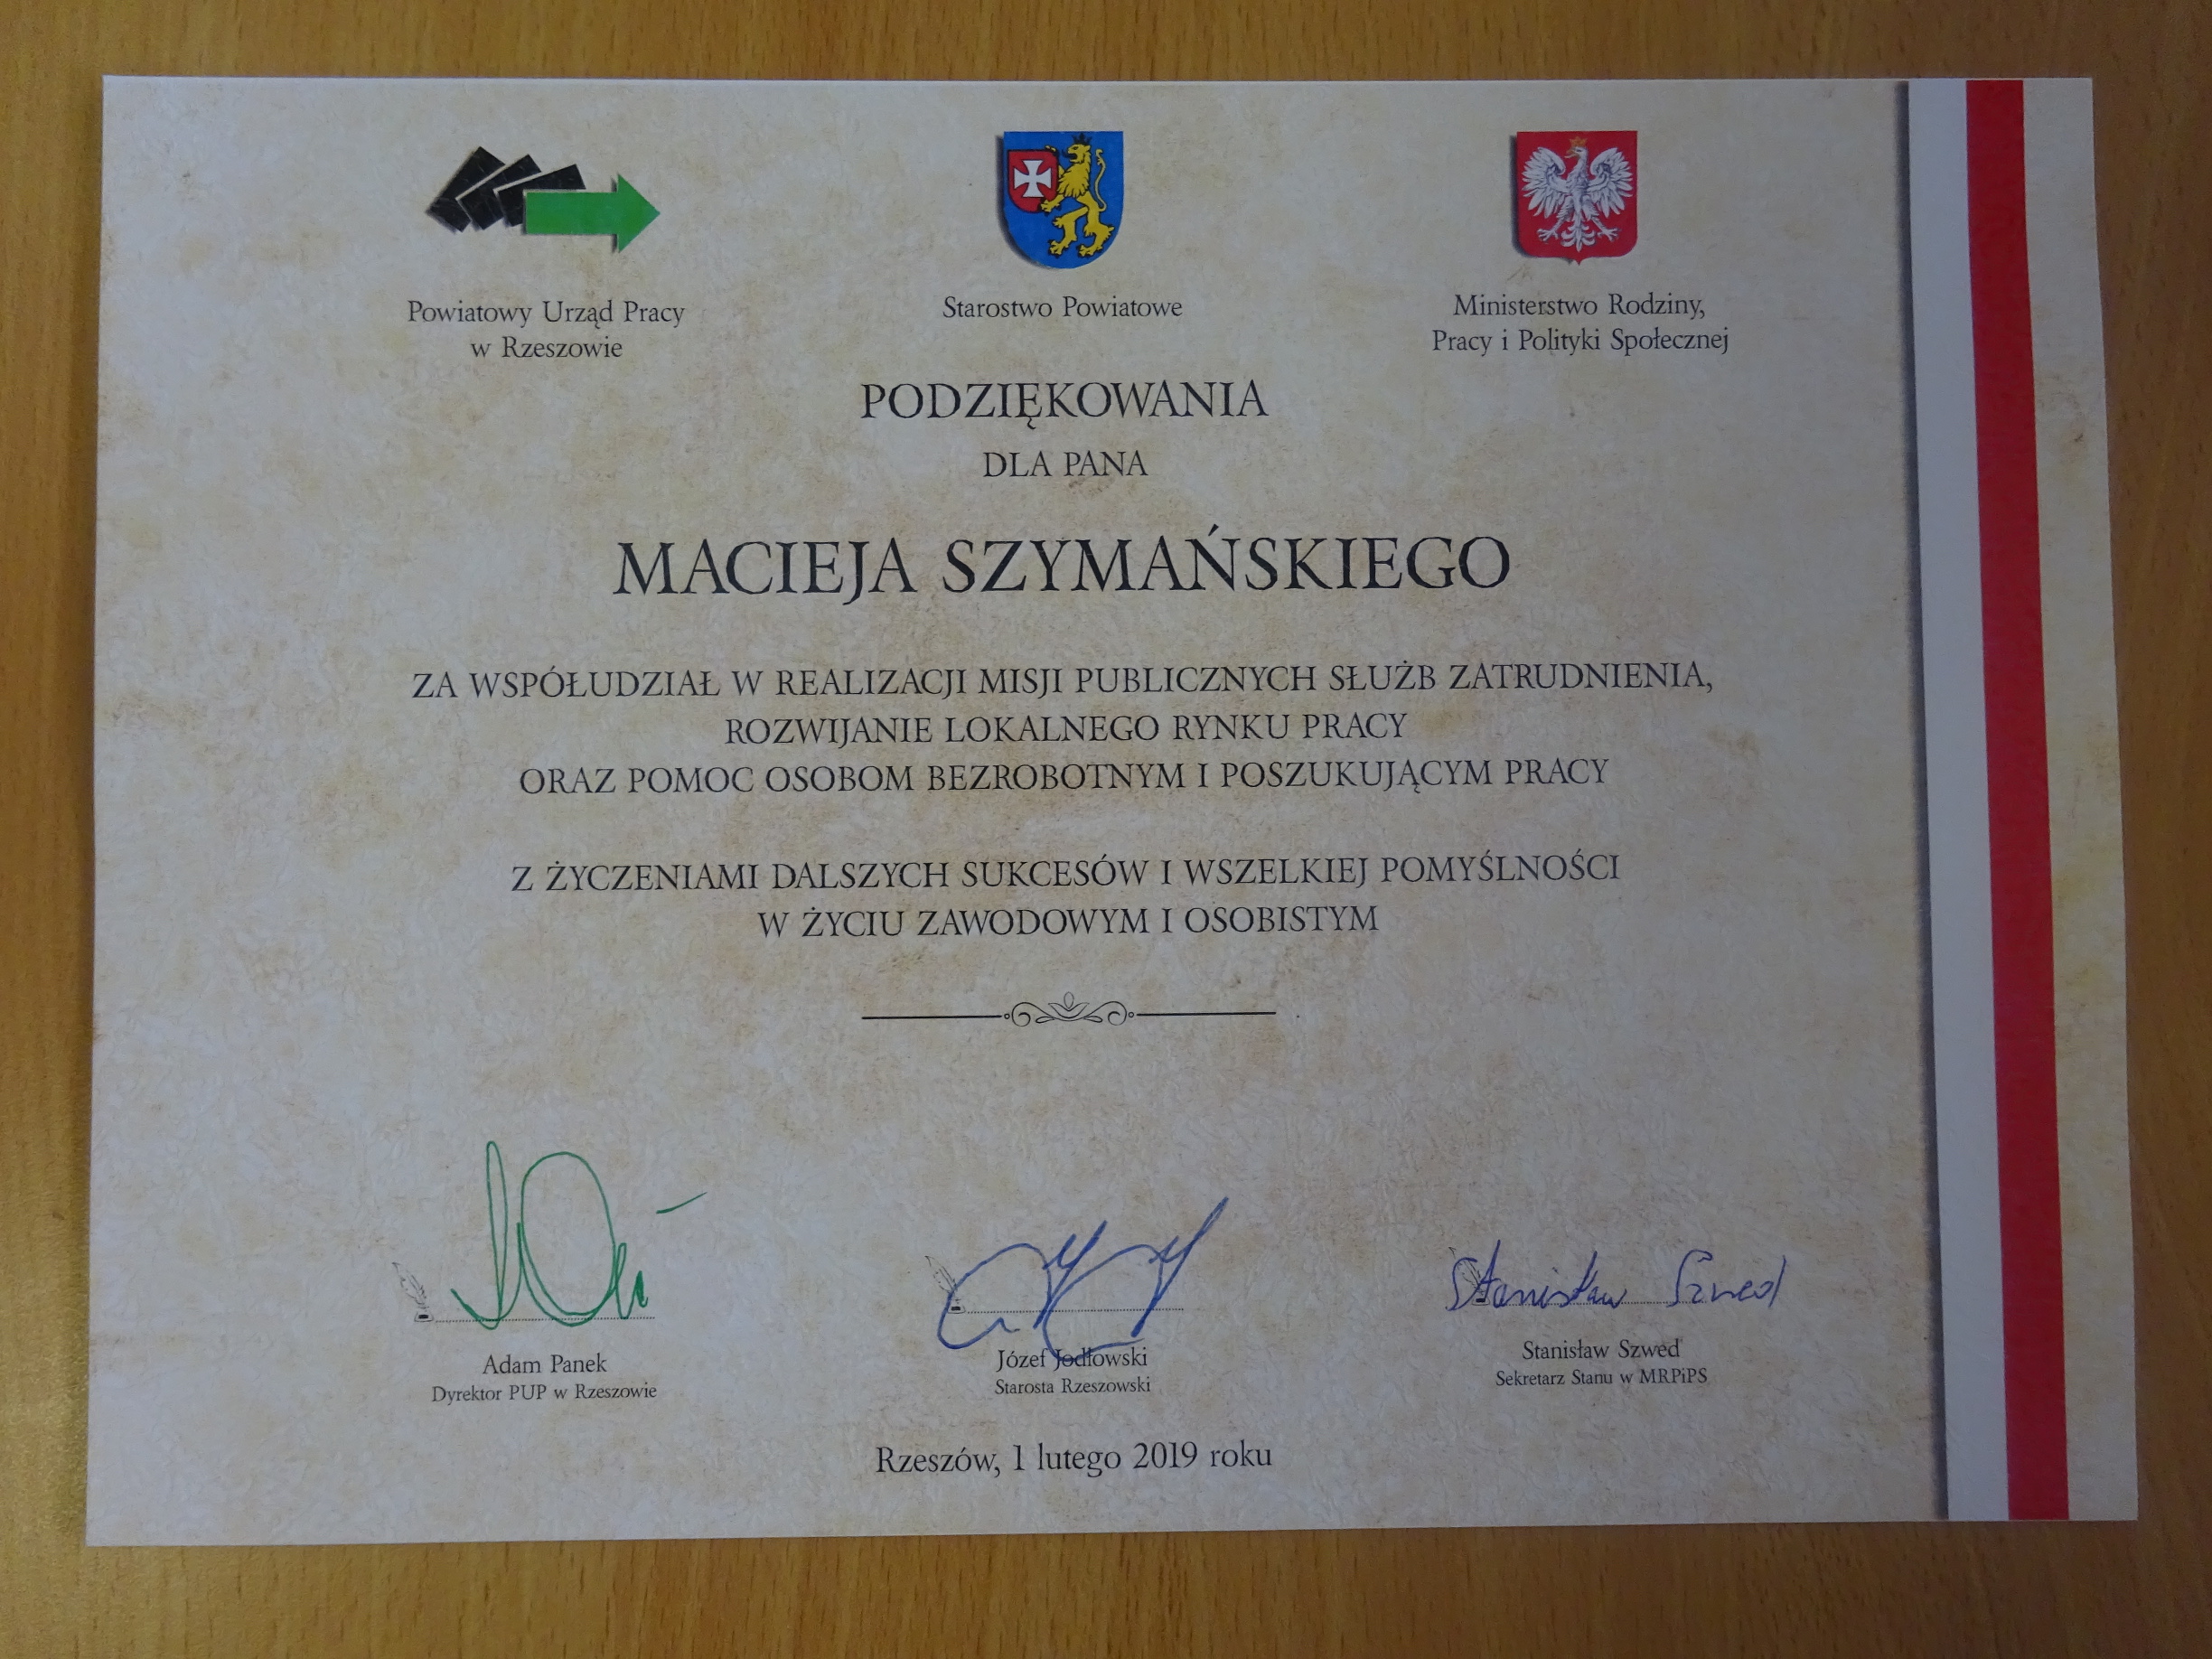 Powiatowy Urząd Pracy
w Rzeszowie
Starostwo Powiatowe
Ministerstwo Rodziny,
Pracy i Polityki Społecznej
PODZIĘKOWANIA
DLA PANA
MACIEJA SZYMAŃSKIEGO
ZA WSPÓŁUDZIAŁ W REALIZACJI MISJI PUBLICZNYCH SŁUŻB ZATRUDNIENIA,
ROZWIJANIE LOKALNEGO RYNKU PRACY
ORAZ POMOC OSOBOM BEZROBOTNYM I POSZUKUJĄCYM PRACY
Z ŻYCZENIAMI DALSZYCH SUKCESÓW I WSZELKIEJ POMYŚLNOŚCI
W ŻYCIU ZAWODOWYM I OSOBISTYM
Stanisław Szwed
Adam Panek
Dyrektor PUP w Rzeszowie
Józef Jodłowski
Starosta Rzeszowski
Stanisław Szwed
Sekretarz Stanu w MRPiPS
Rzeszów, 1 lutego 2019 roku